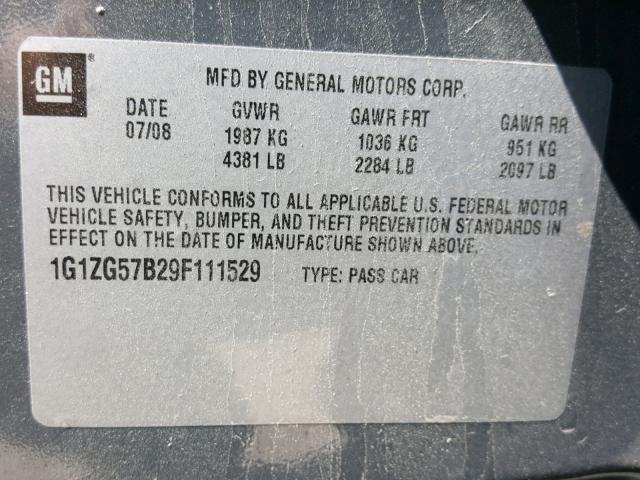 GM®
MFD BY GENERAL MOTORS CORP.
DATE GVWR GAWR FRT GAWR RR
07/08 1987 KG 1036 KG 951 KG
4381 LB 2284 LB 2097 LB
THIS VEHICLE CONFORMS TO ALL APPLICABLE U.S. FEDERAL MOTOR
VEHICLE SAFETY, BUMPER, AND THEFT PREVENTION STANDARDS IN
EFFECT ON THE DATE OF MANUFACTURE SHOWN ABOVE.
1G1ZG57B29F111529 TYPE: PASS CAR